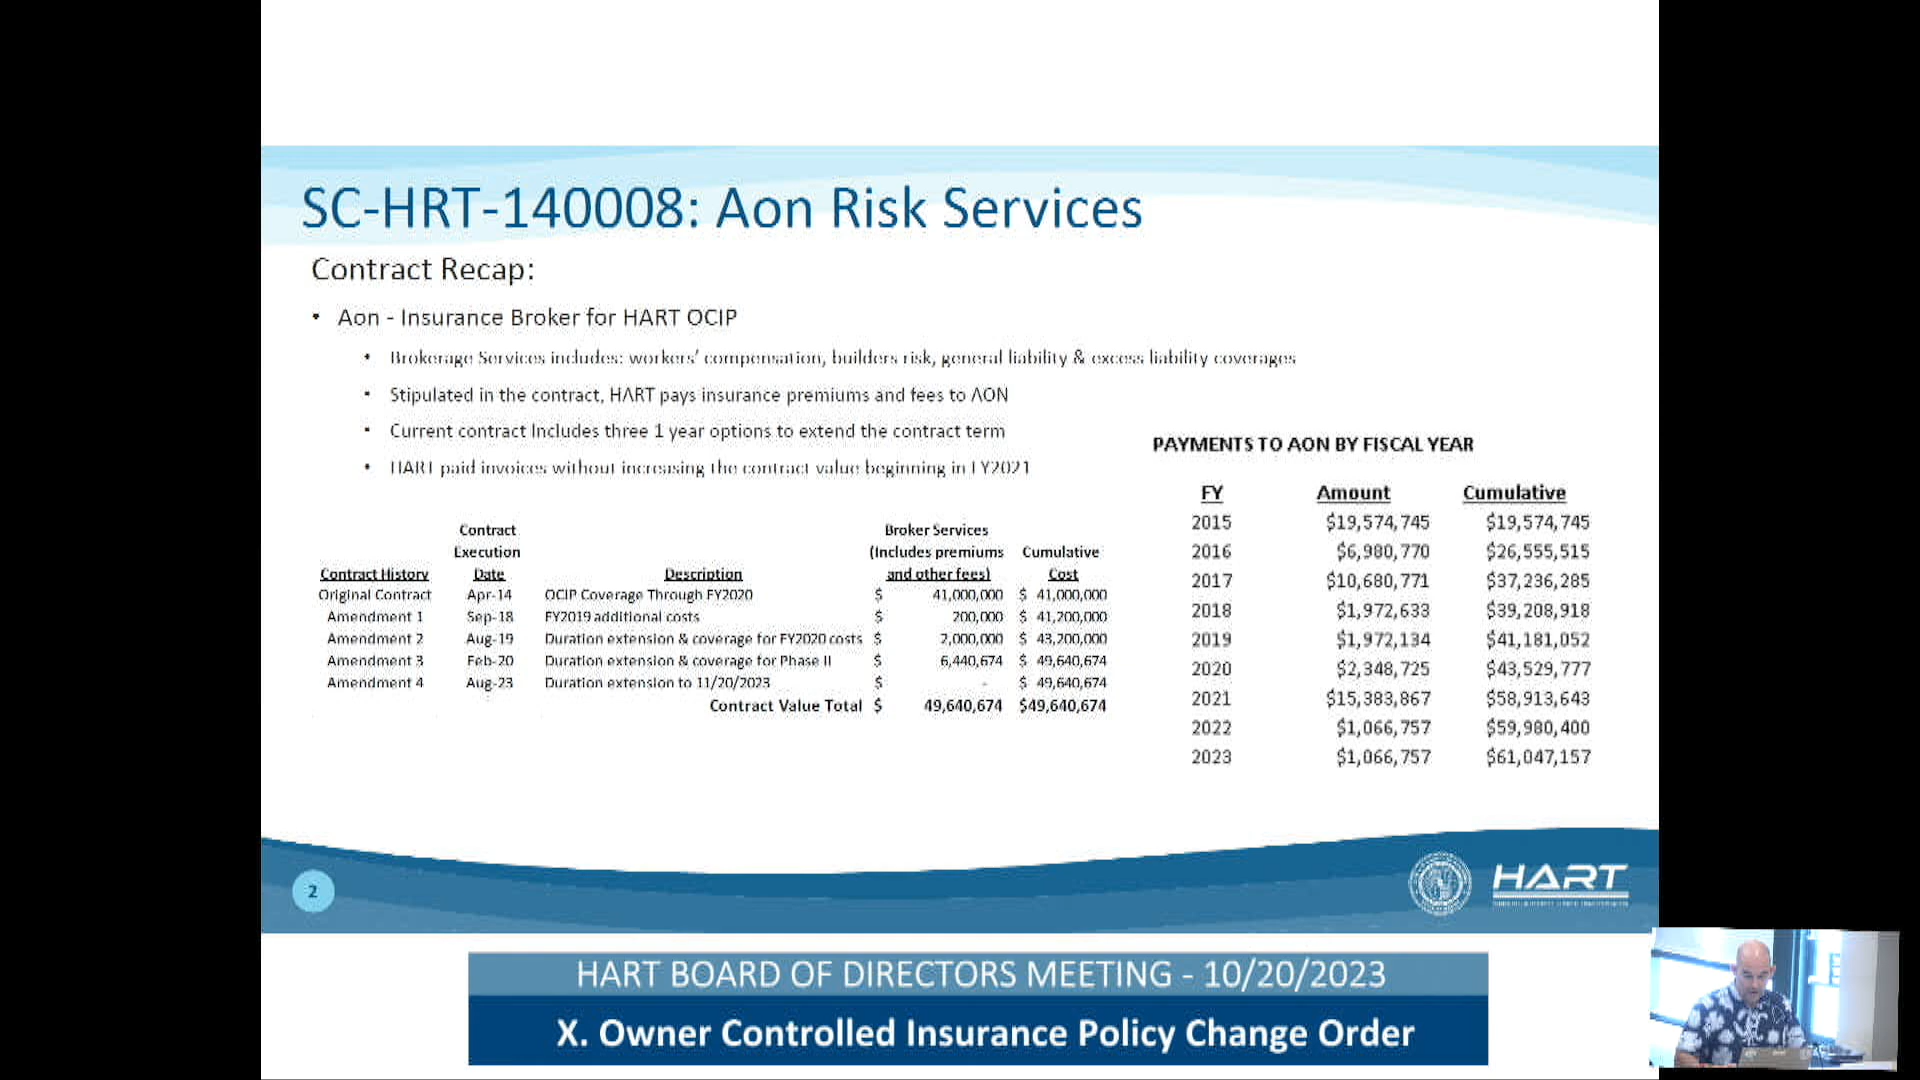 SC-HRT-140008: Aon Risk Services
Contract Recap:
• Aon - Insurance Broker for HART OCIP
• Brokerage Services includes: workers' compensation, builders risk, general liability & excess liability coverages
• Stipulated in the contract, HART pays insurance premiums and fees to AON
• Current contract Includes three 1 year options to extend the contract term
• HART paid invoices without increasing the contract value beginning in FY2021
Contract History Contract Execution Date Description Broker Services (Includes premiums and other fees) Cumulative Cost
Original Contract Apr-14 OCIP Coverage Through FY2020 $ 41,000,000 $ 41,000,000
Amendment 1 Sep-18 FY2019 additional costs $ 200,000 $ 41,200,000
Amendment 2 Aug-19 Duration extension & coverage for FY2020 costs $ 2,000,000 $ 43,200,000
Amendment 3 Feb-20 Duration extension & coverage for Phase II $ 6,440,674 $ 49,640,674
Amendment 4 Aug-23 Duration extension to 11/20/2023 $ - $ 49,640,674
Contract Value Total $ 49,640,674 $49,640,674
PAYMENTS TO AON BY FISCAL YEAR
FY Amount Cumulative
2015 $19,574,745 $19,574,745
2016 $6,980,770 $26,555,515
2017 $10,680,771 $37,236,285
2018 $1,972,633 $39,208,918
2019 $1,972,134 $41,181,052
2020 $2,348,725 $43,529,777
2021 $15,383,867 $58,913,643
2022 $1,066,757 $59,980,400
2023 $1,066,757 $61,047,157
2
HART
HART BOARD OF DIRECTORS MEETING - 10/20/2023
X. Owner Controlled Insurance Policy Change Order